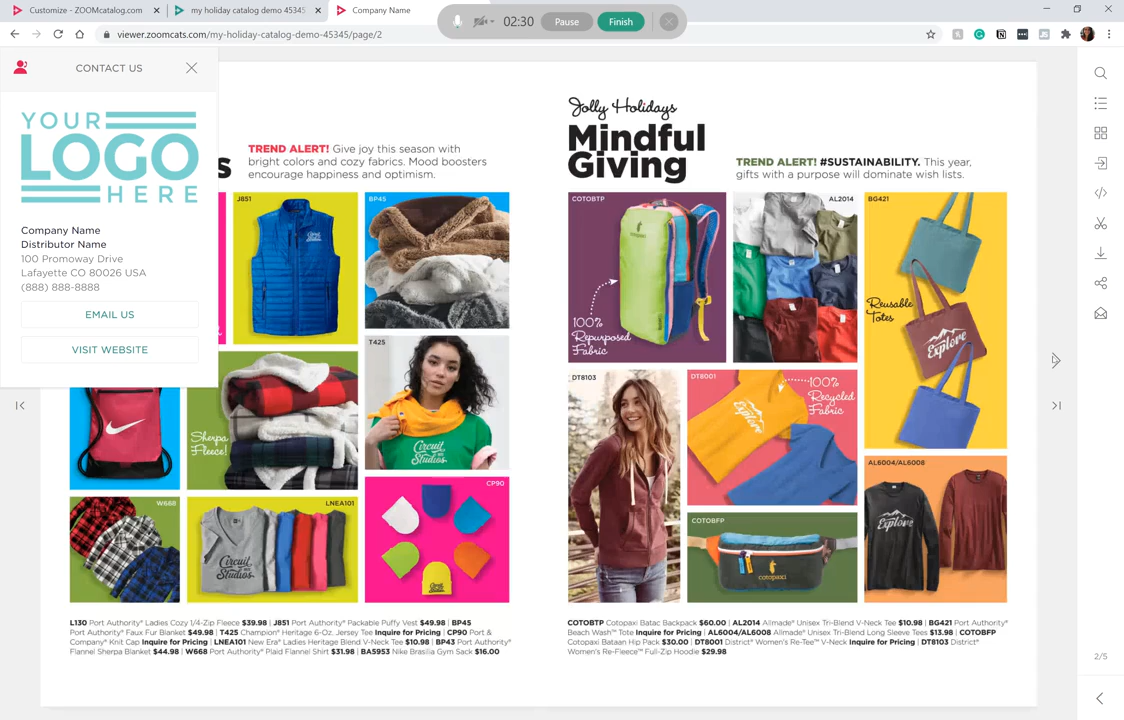 Customize - ZOOMcatalog.com
my holiday catalog demo 45345
Company Name
02:30
Pause
Finish
viewer.zoomcats.com/my-holiday-catalog-demo-45345/page/2
CONTACT US
YOUR
LOGO
HERE
Company Name
Distributor Name
100 Promoway Drive
Lafayette CO 80026 USA
(888) 888-8888
EMAIL US
VISIT WEBSITE
s
TREND ALERT! Give joy this season with
bright colors and cozy fabrics. Mood boosters
encourage happiness and optimism.
J851
BP45
T425
Sherpa
Fleece!
Circuit
Studios
CP90
W668
LNEA101
Circuit
Studios
L130 Port Authority® Ladies Cozy 1/4-Zip Fleece $39.98 | J851 Port Authority® Packable Puffy Vest $49.98 | BP45
Port Authority® Faux Fur Blanket $49.98 | T425 Champion® Heritage 6-Oz. Jersey Tee Inquire for Pricing | CP90 Port &
Company® Knit Cap Inquire for Pricing | LNEA101 New Era® Ladies Heritage Blend V-Neck Tee $10.98 | BP43 Port Authority®
Flannel Sherpa Blanket $44.98 | W668 Port Authority® Plaid Flannel Shirt $31.98 | BA5953 Nike Brasilia Gym Sack $16.00
Jolly Holidays
Mindful
Giving
TREND ALERT! #SUSTAINABILITY. This year,
gifts with a purpose will dominate wish lists.
COTOBTP
100%
Repurposed
Fabric
AL2014
BG421
Reusable
Totes
Explore
DT8103
DT8001
100%
Recycled
Fabric
Explore
COTOBFP
cotopaxi
AL6004/AL6008
Explore
COTOBTP Cotopaxi Batac Backpack $60.00 | AL2014 Allmade® Unisex Tri-Blend V-Neck Tee $10.98 | BG421 Port Authority®
Beach Wash™ Tote Inquire for Pricing | AL6004/AL6008 Allmade® Unisex Tri-Blend Long Sleeve Tees $13.98 | COTOBFP
Cotopaxi Bataan Hip Pack $30.00 | DT8001 District® Women's Re-Tee™ V-Neck Inquire for Pricing | DT8103 District®
Women's Re-Fleece™ Full-Zip Hoodie $29.98
2/5